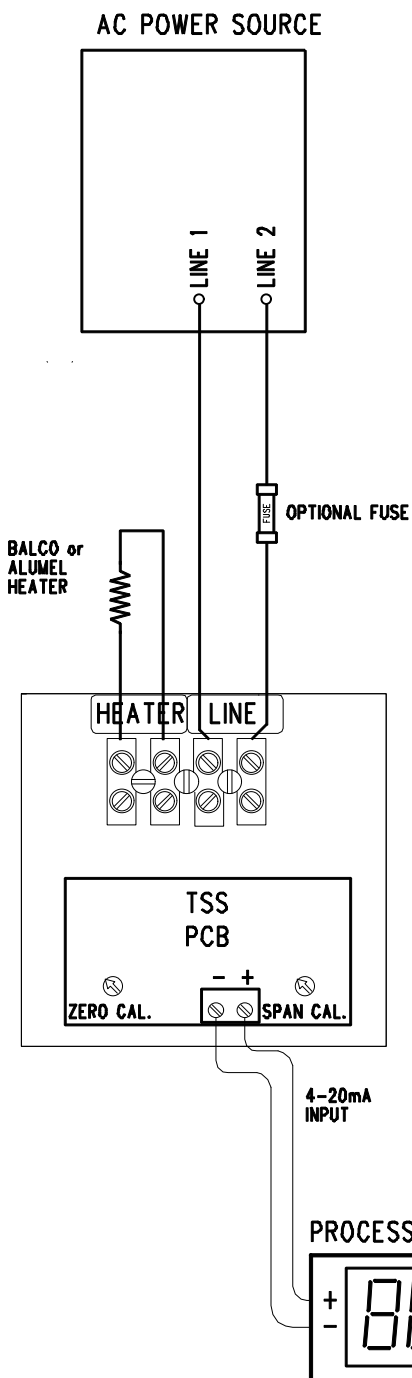 AC POWER SOURCE
LINE 1
LINE 2
FUSE
OPTIONAL FUSE
BALCO or
ALUMEL
HEATER
HEATER
LINE
TSS
PCB
- +
ZERO CAL.
SPAN CAL.
4-20mA
INPUT
PROCESS
+
-